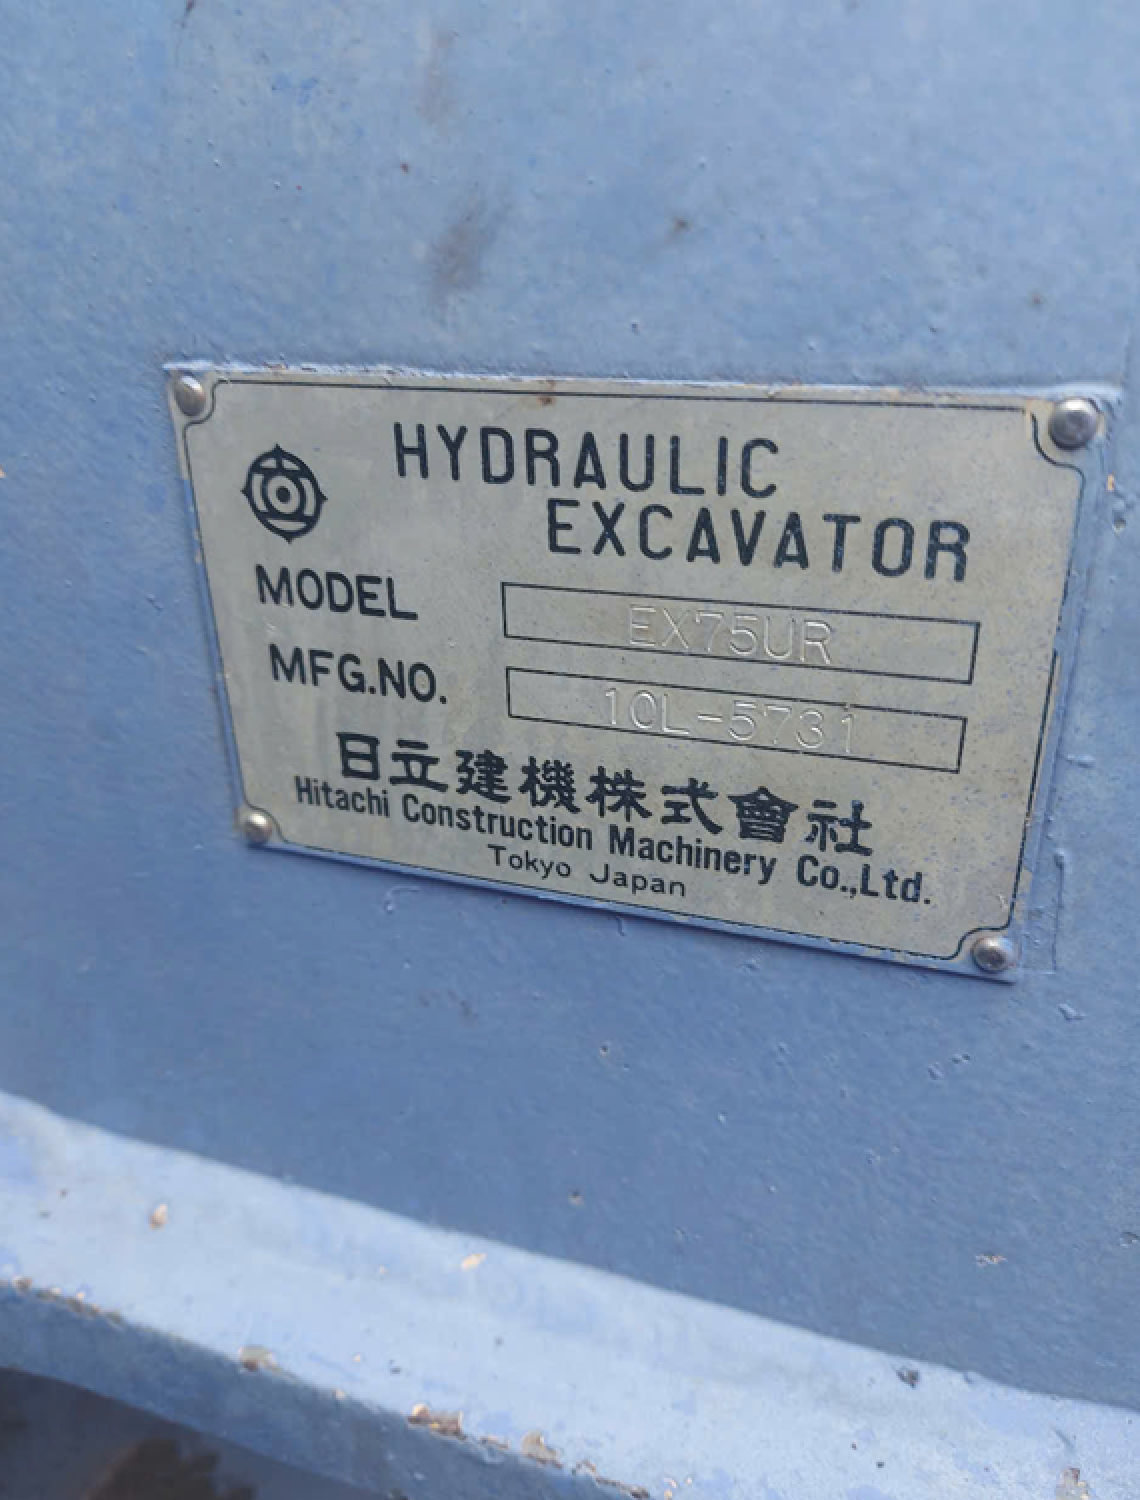 HYDRAULIC
EXCAVATOR
MODEL EX75UR
MFG.NO. 10L-5731
日立建機株式會社
Hitachi Construction Machinery Co.,Ltd.
Tokyo Japan